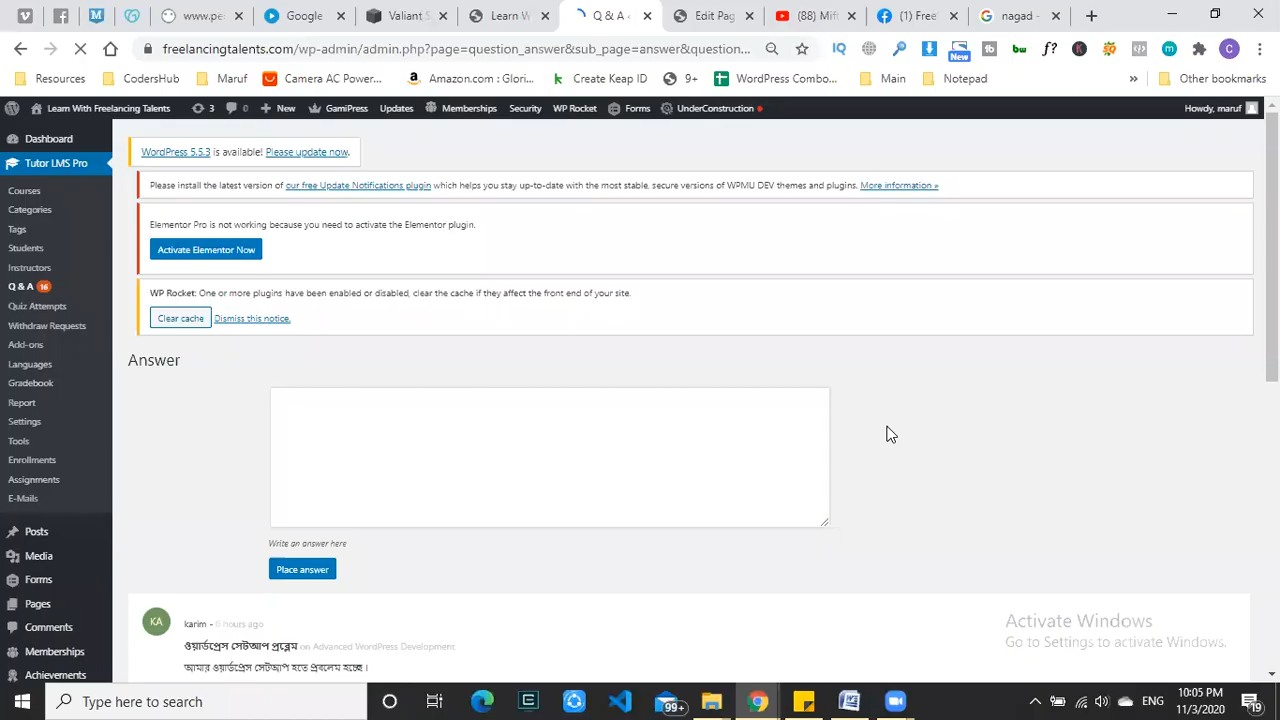 www.pe
Google
Valiant S
Learn W
Q & A ‹
Edit Pag
(88) Mif
(1) Free
nagad -
freelancingtalents.com/wp-admin/admin.php?page=question_answer&sub_page=answer&question...
New
Resources
CodersHub
Maruf
Camera AC Power...
Amazon.com : Glori...
Create Keap ID
9+
WordPress Combo...
Main
Notepad
Other bookmarks
Learn With Freelancing Talents
3
0
New
GamiPress
Updates
Memberships
Security
WP Rocket
Forms
UnderConstruction
Howdy, maruf
Dashboard
Tutor LMS Pro
Courses
Categories
Tags
Students
Instructors
Q & A 16
Quiz Attempts
Withdraw Requests
Add-ons
Languages
Gradebook
Report
Settings
Tools
Enrollments
Assignments
E-Mails
Posts
Media
Forms
Pages
Comments
Memberships
Achievements
WordPress 5.5.3 is available! Please update now.
Please install the latest version of our free Update Notifications plugin which helps you stay up-to-date with the most stable, secure versions of WPMU DEV themes and plugins. More information »
Elementor Pro is not working because you need to activate the Elementor plugin.
Activate Elementor Now
WP Rocket: One or more plugins have been enabled or disabled, clear the cache if they affect the front end of your site.
Clear cache Dismiss this notice.
Answer
Write an answer here
Place answer
KA
karim - 6 hours ago
ওয়ার্ডপ্রেস সেটআপ প্রব্লেম on Advanced WordPress Development
আমার ওয়ার্ডপ্রেস সেটআপ হতে প্রবলেম হচ্ছে।
Activate Windows
Go to Settings to activate Windows.
Type here to search
99+
ENG
10:05 PM
11/3/2020
19